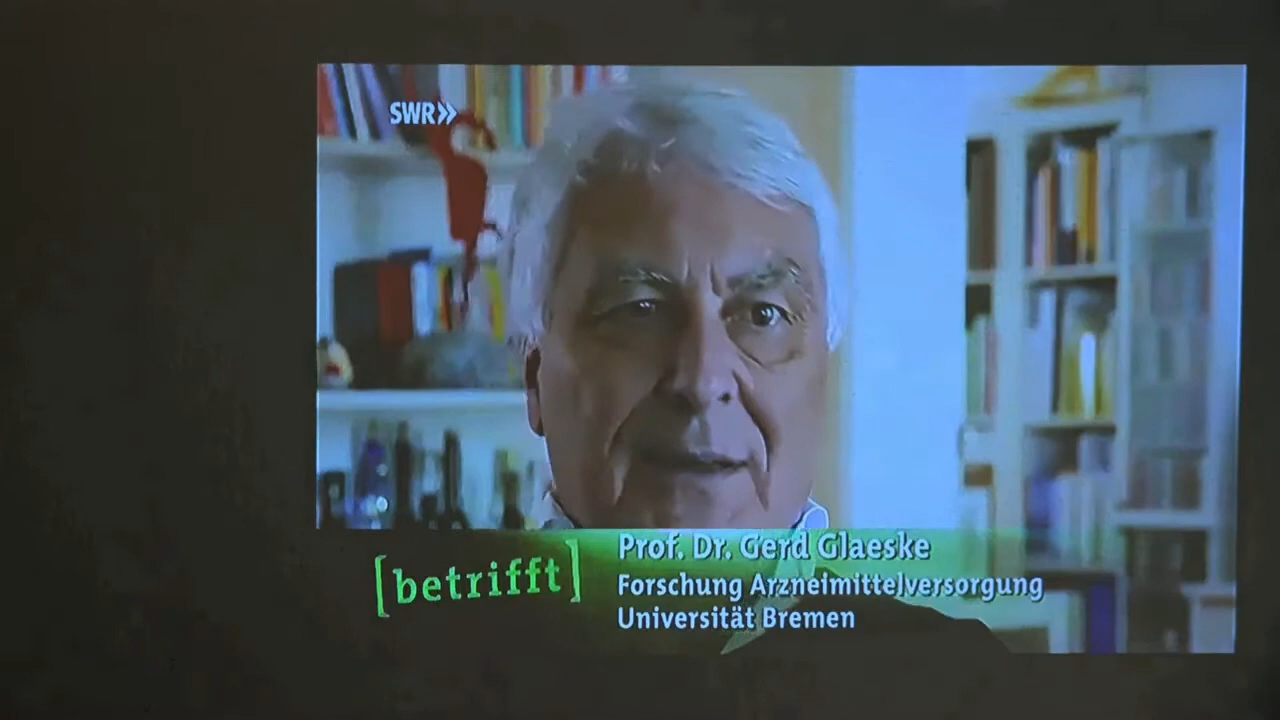 SWR»
[betrifft]
Prof. Dr. Gerd Glaeske
Forschung Arzneimittelversorgung
Universität Bremen